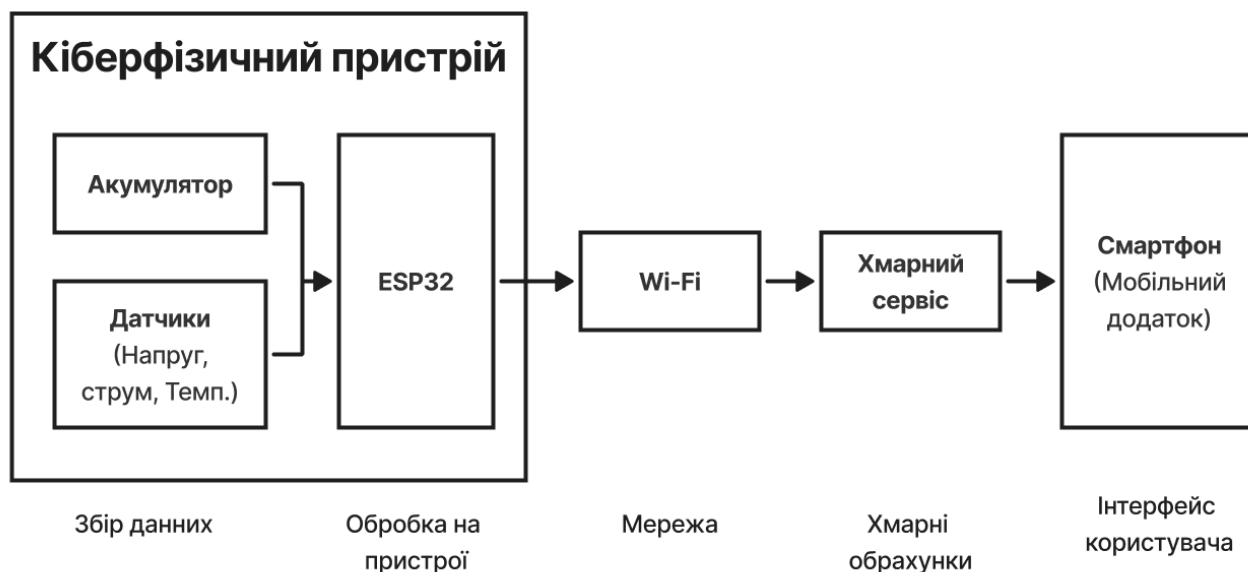 Кіберфізичний пристрій
Акумулятор
Датчики
(Напруг,
струм, Темп.)
ESP32
Wi-Fi
Хмарний
сервіс
Смартфон
(Мобільний
додаток)
Збір данних
Обробка на
пристрої
Мережа
Хмарні
обрахунки
Інтерфейс
користувача